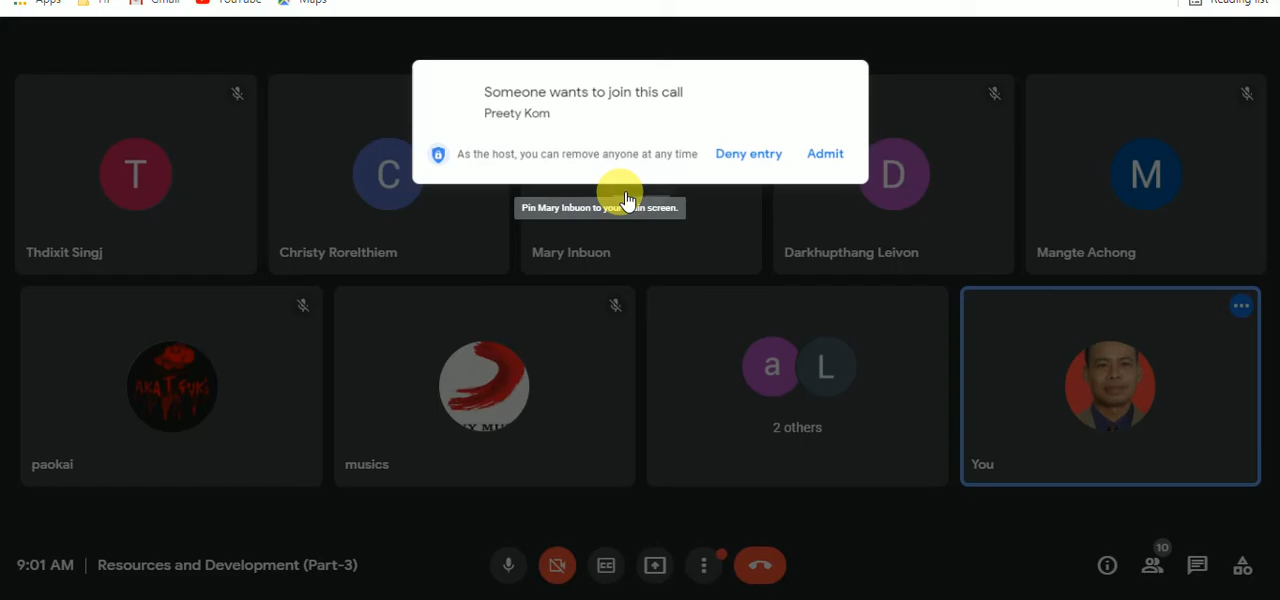 Apps Gmail YouTube Maps Reading list
Someone wants to join this call
Preety Kom
As the host, you can remove anyone at any time Deny entry Admit
Pin Mary Inbuon to your main screen.
T C D M
Thdixit Singj Christy Rorelthiem Mary Inbuon Darkhupthang Leivon Mangte Achong
a L
2 others
paokai musics You
9:01 AM Resources and Development (Part-3) 10